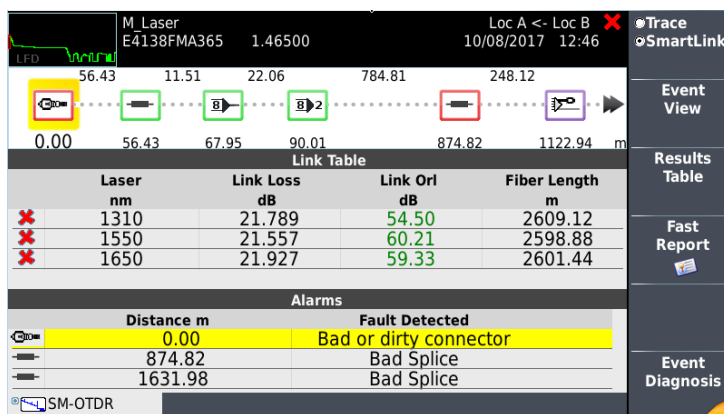 M_Laser
Loc A <- Loc B
E4138FMA365 1.46500
10/08/2017 12:46
LFD
Trace
SmartLink
56.43 11.51 22.06 784.81 248.12
8 8 2
0.00 56.43 67.95 90.01 874.82 1122.94 m
Event View
Link Table
Results Table
Laser Link Loss Link Orl Fiber Length
nm dB dB m
1310 21.789 54.50 2609.12
1550 21.557 60.21 2598.88
1650 21.927 59.33 2601.44
Fast Report
Alarms
Distance m Fault Detected
0.00 Bad or dirty connector
874.82 Bad Splice
1631.98 Bad Splice
Event Diagnosis
SM-OTDR